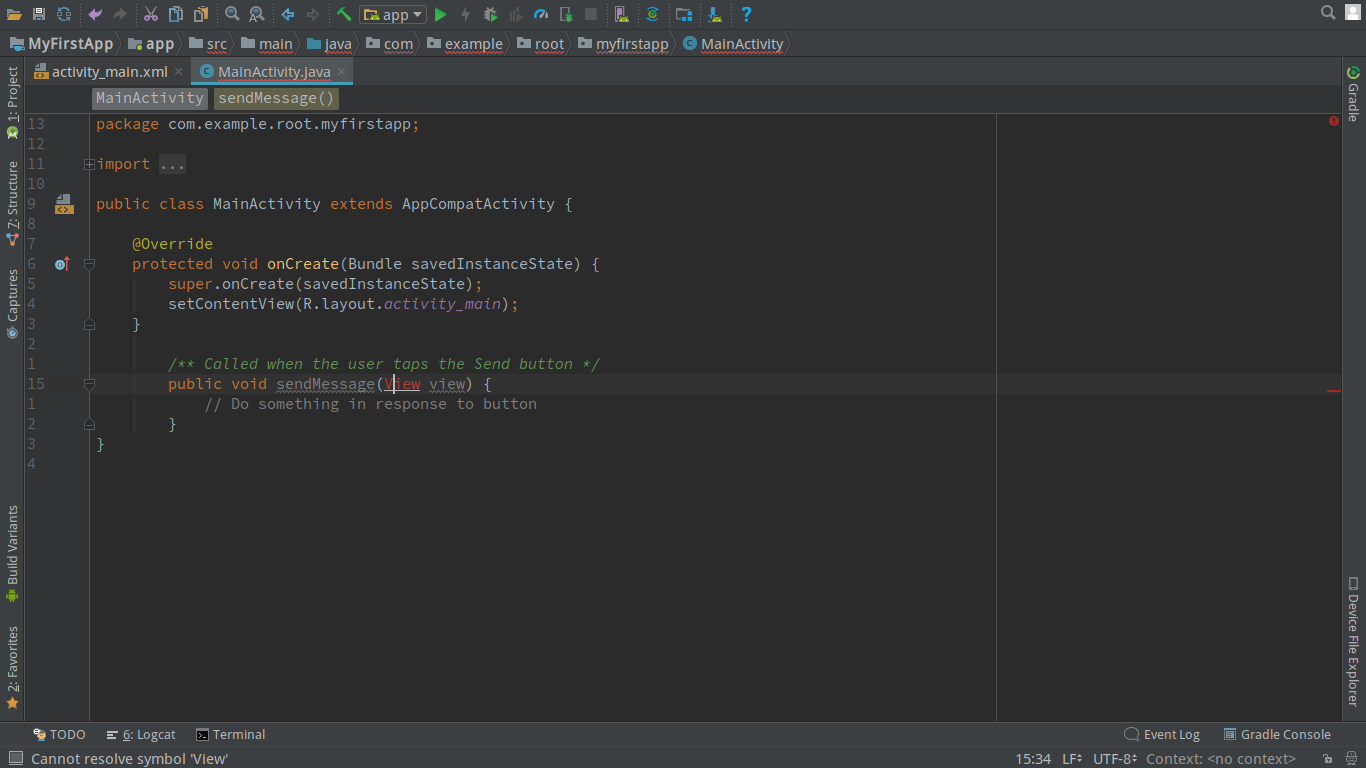 app
MyFirstApp app src main java com example root myfirstapp MainActivity
activity_main.xml MainActivity.java
MainActivity sendMessage()
1: Project
7: Structure
Captures
Build Variants
2: Favorites
13 package com.example.root.myfirstapp;
12
11 import ...
10
9 public class MainActivity extends AppCompatActivity {
8
7 @Override
6 protected void onCreate(Bundle savedInstanceState) {
5 super.onCreate(savedInstanceState);
4 setContentView(R.layout.activity_main);
3 }
2
1 /** Called when the user taps the Send button */
15 public void sendMessage(View view) {
1 // Do something in response to button
2 }
3 }
4
Gradle
Device File Explorer
TODO 6: Logcat Terminal Event Log Gradle Console
Cannot resolve symbol 'View' 15:34 LF UTF-8 Context: <no context>